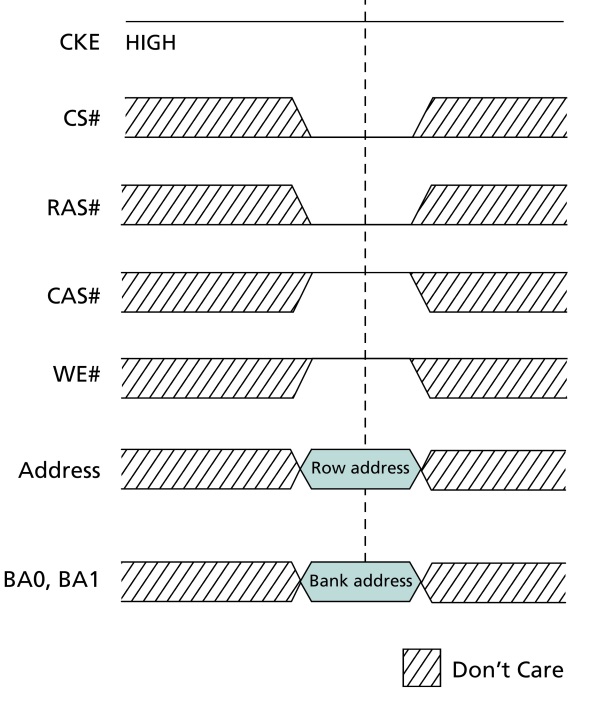 CKE HIGH
CS#
RAS#
CAS#
WE#
Address Row address
BA0, BA1 Bank address
Don't Care